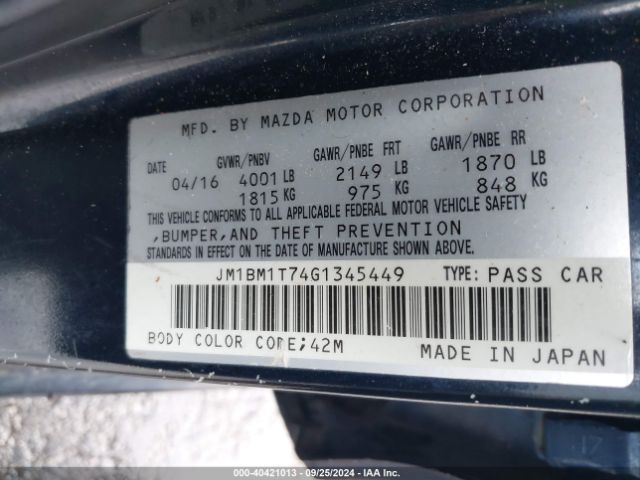 MFD. BY MAZDA MOTOR CORPORATION
DATE GVWR/PNBV GAWR/PNBE FRT GAWR/PNBE RR
04/16 4001 LB 2149 LB 1870 LB
1815 KG 975 KG 848 KG
THIS VEHICLE CONFORMS TO ALL APPLICABLE FEDERAL MOTOR VEHICLE SAFETY
,BUMPER,AND THEFT PREVENTION
STANDARDS IN EFFECT ON THE DATE OF MANUFACTURE SHOWN ABOVE.
JM1BM1T74G1345449 TYPE: PASS CAR
BODY COLOR CODE;42M MADE IN JAPAN
000-40421013 - 09/25/2024 - IAA Inc.